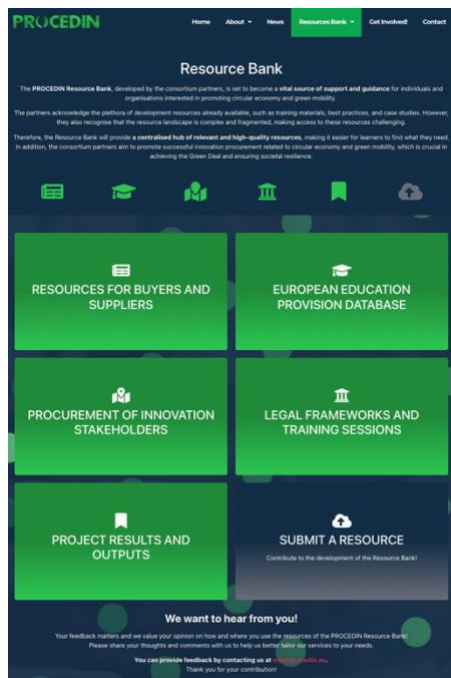 PROCEDIN
Home About News Resources Bank Get Involved! Contact
Resource Bank
The PROCEDIN Resource Bank, developed by the consortium partners, is set to become a vital source of support and guidance for individuals and
organisations interested in promoting circular economy and green mobility.
The partners acknowledge the plethora of development resources already available, such as training materials, best practices, and case studies. However,
they also recognise that the resource landscape is complex and fragmented, making access to these resources challenging.
Therefore, the Resource Bank will provide a centralised hub of relevant and high-quality resources, making it easier for learners to find what they need.
In addition, the consortium partners aim to promote successful innovation procurement related to circular economy and green mobility, which is crucial in
achieving the Green Deal and ensuring societal resilience.
RESOURCES FOR BUYERS AND
SUPPLIERS
EUROPEAN EDUCATION
PROVISION DATABASE
PROCUREMENT OF INNOVATION
STAKEHOLDERS
LEGAL FRAMEWORKS AND
TRAINING SESSIONS
PROJECT RESULTS AND
OUTPUTS
SUBMIT A RESOURCE
Contribute to the development of the Resource Bank!
We want to hear from you!
Your feedback matters and we value your opinion on how and where you use the resources of the PROCEDIN Resource Bank!
Please share your thoughts and comments with us to help us better tailor our services to your needs.
You can provide feedback by contacting us at
Thank you for your contribution!